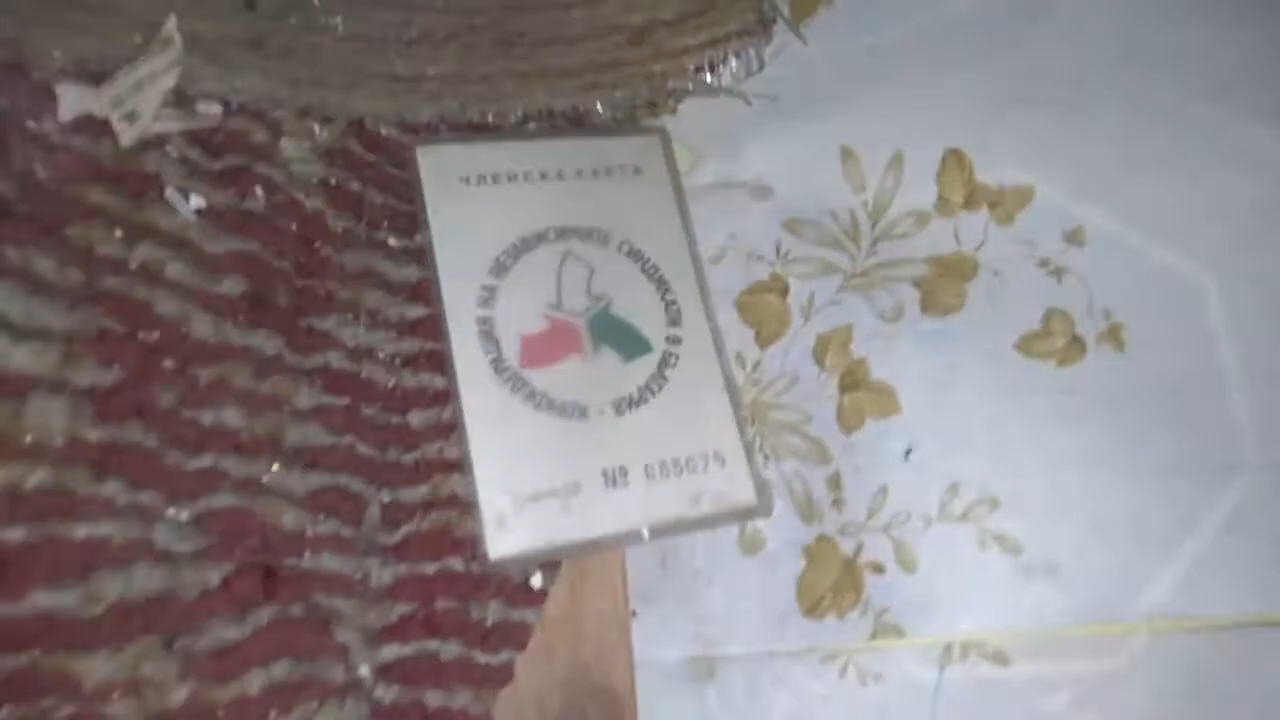 ЧЛЕНСКА КАРТА
КОНФЕДЕРАЦИЯ НА НЕЗАВИСИМИТЕ СИНДИКАТИ В БЪЛГАРИЯ -
№